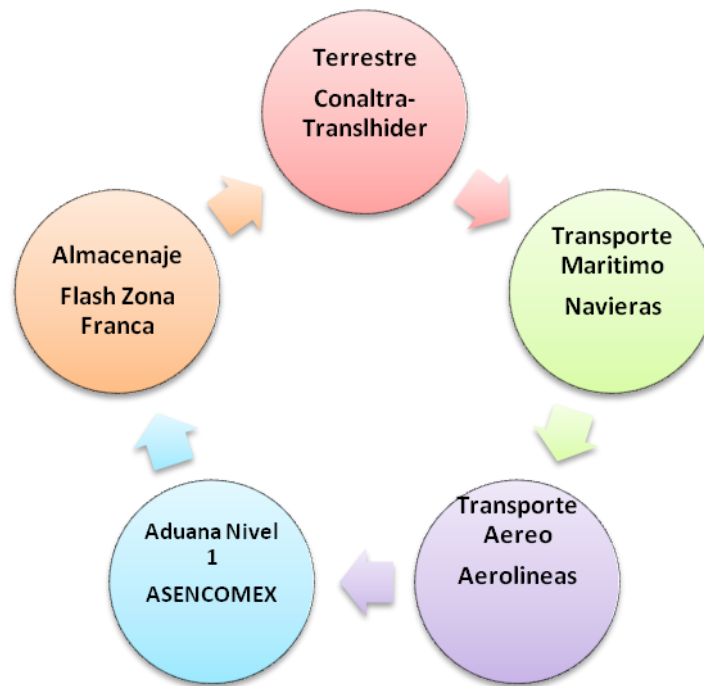 Terrestre
Conaltra-
Translhider
Transporte
Maritimo
Navieras
Transporte
Aereo
Aerolineas
Aduana Nivel
1
ASENCOMEX
Almacenaje
Flash Zona
Franca